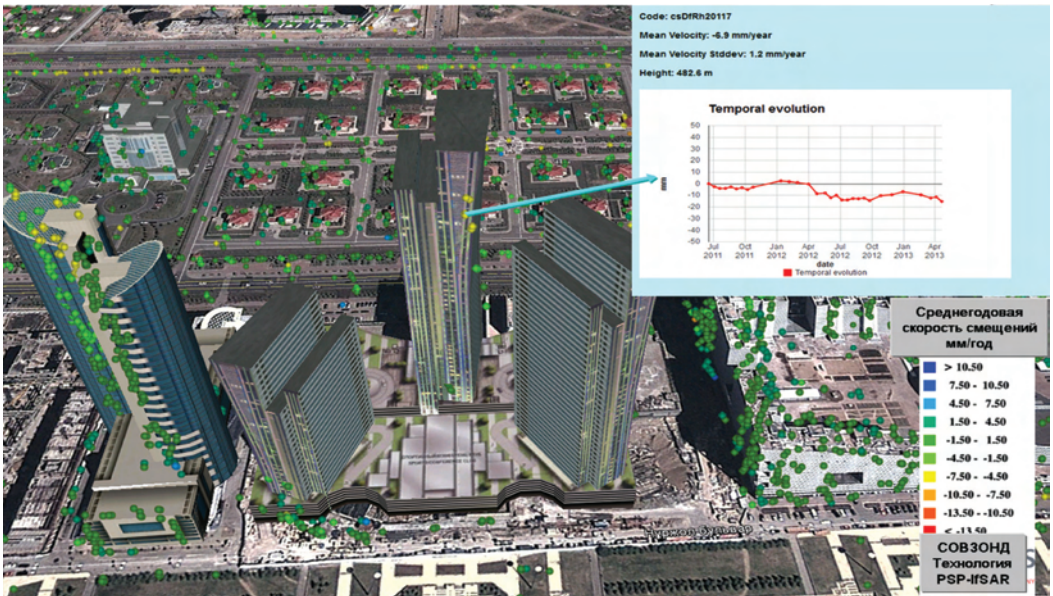 Code: csDfRh20117
Mean Velocity: -6.9 mm/year
Mean Velocity Stddev: 1.2 mm/year
Height: 482.6 m
Temporal evolution
50
40
30
20
10
0
-10
-20
-30
-40
-50
mm
Jul 2011
Oct 2011
Jan 2012
Apr 2012
Jul 2012
Oct 2012
Jan 2013
Apr 2013
date
Temporal evolution
Среднегодовая
скорость смещений
мм/год
> 10.50
7.50 - 10.50
4.50 - 7.50
1.50 - 4.50
-1.50 - 1.50
-4.50 - -1.50
-7.50 - -4.50
-10.50 - -7.50
-13.50 - -10.50
< -13.50
СОВЗОНД
Технология
PSP-IfSAR